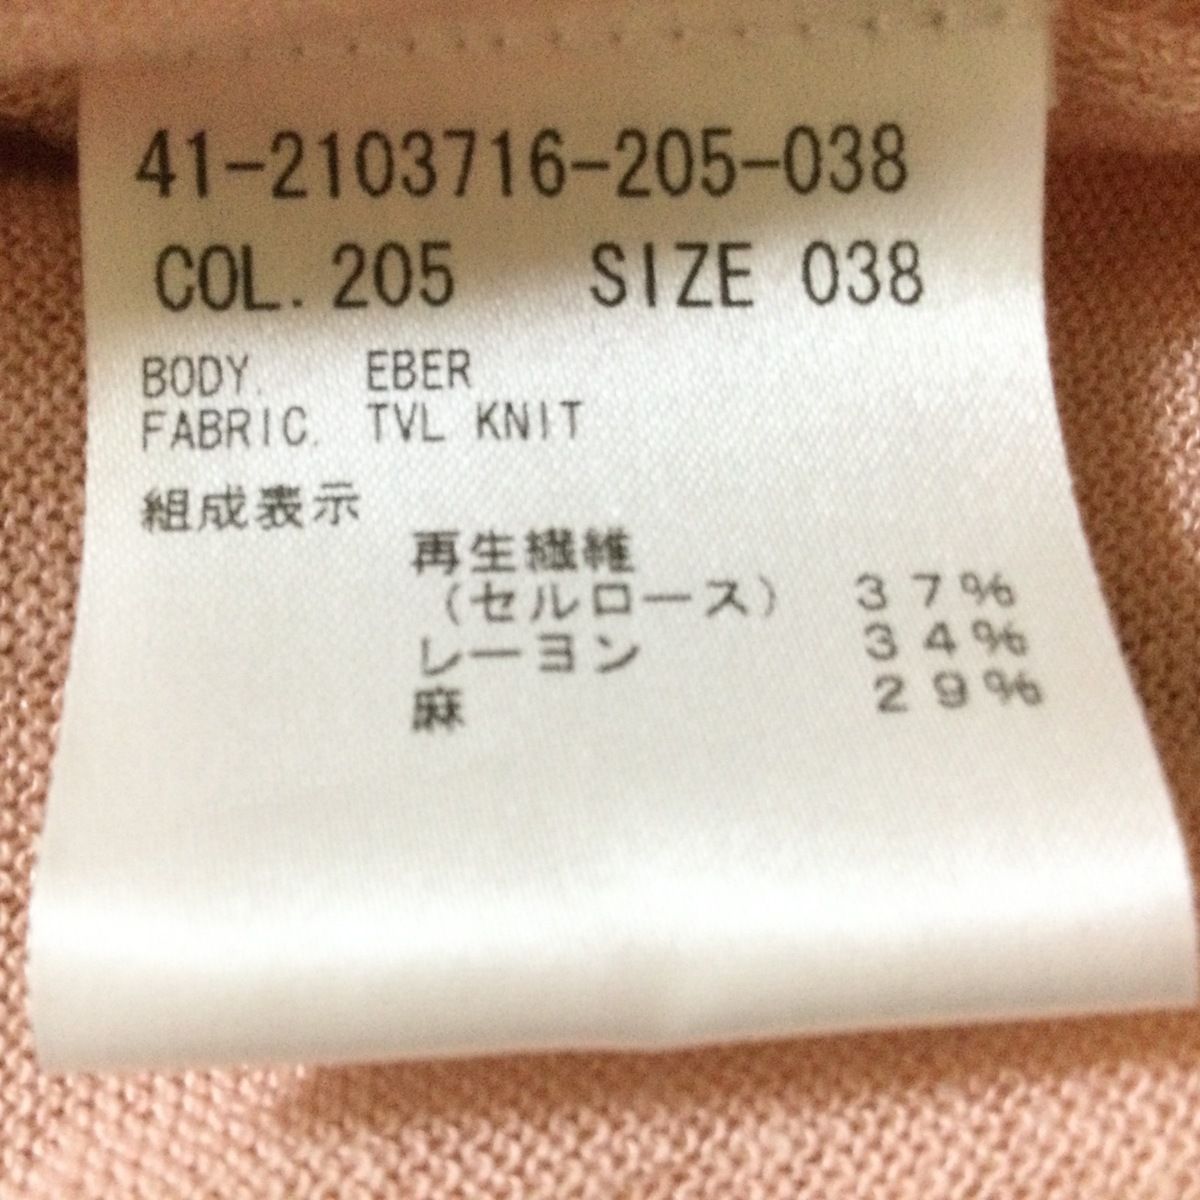 41-2103716-205-038
COL. 205 SIZE 038
BODY. EBER
FABRIC. TVL KNIT
組成表示
再生繊維
(セルロース) 37%
レーヨン 34%
麻 29%